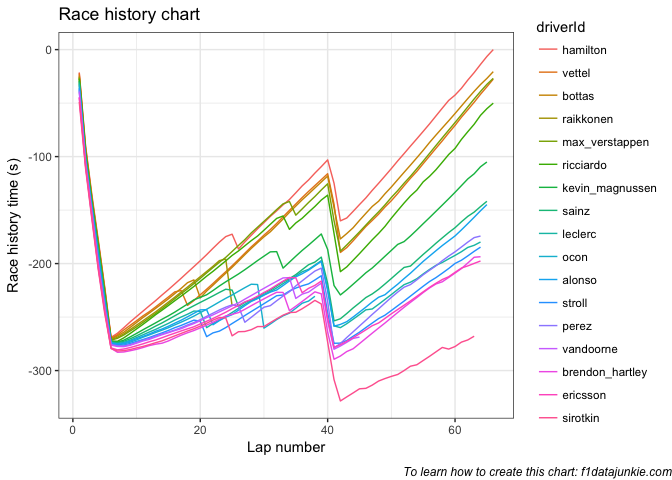 Race history chart
Race history time (s)
0
-100
-200
-300
0
20
40
60
Lap number
driverId
hamilton
vettel
bottas
raikkonen
max_verstappen
ricciardo
kevin_magnussen
sainz
leclerc
ocon
alonso
stroll
perez
vandoorne
brendon_hartley
ericsson
sirotkin
To learn how to create this chart: f1datajunkie.com